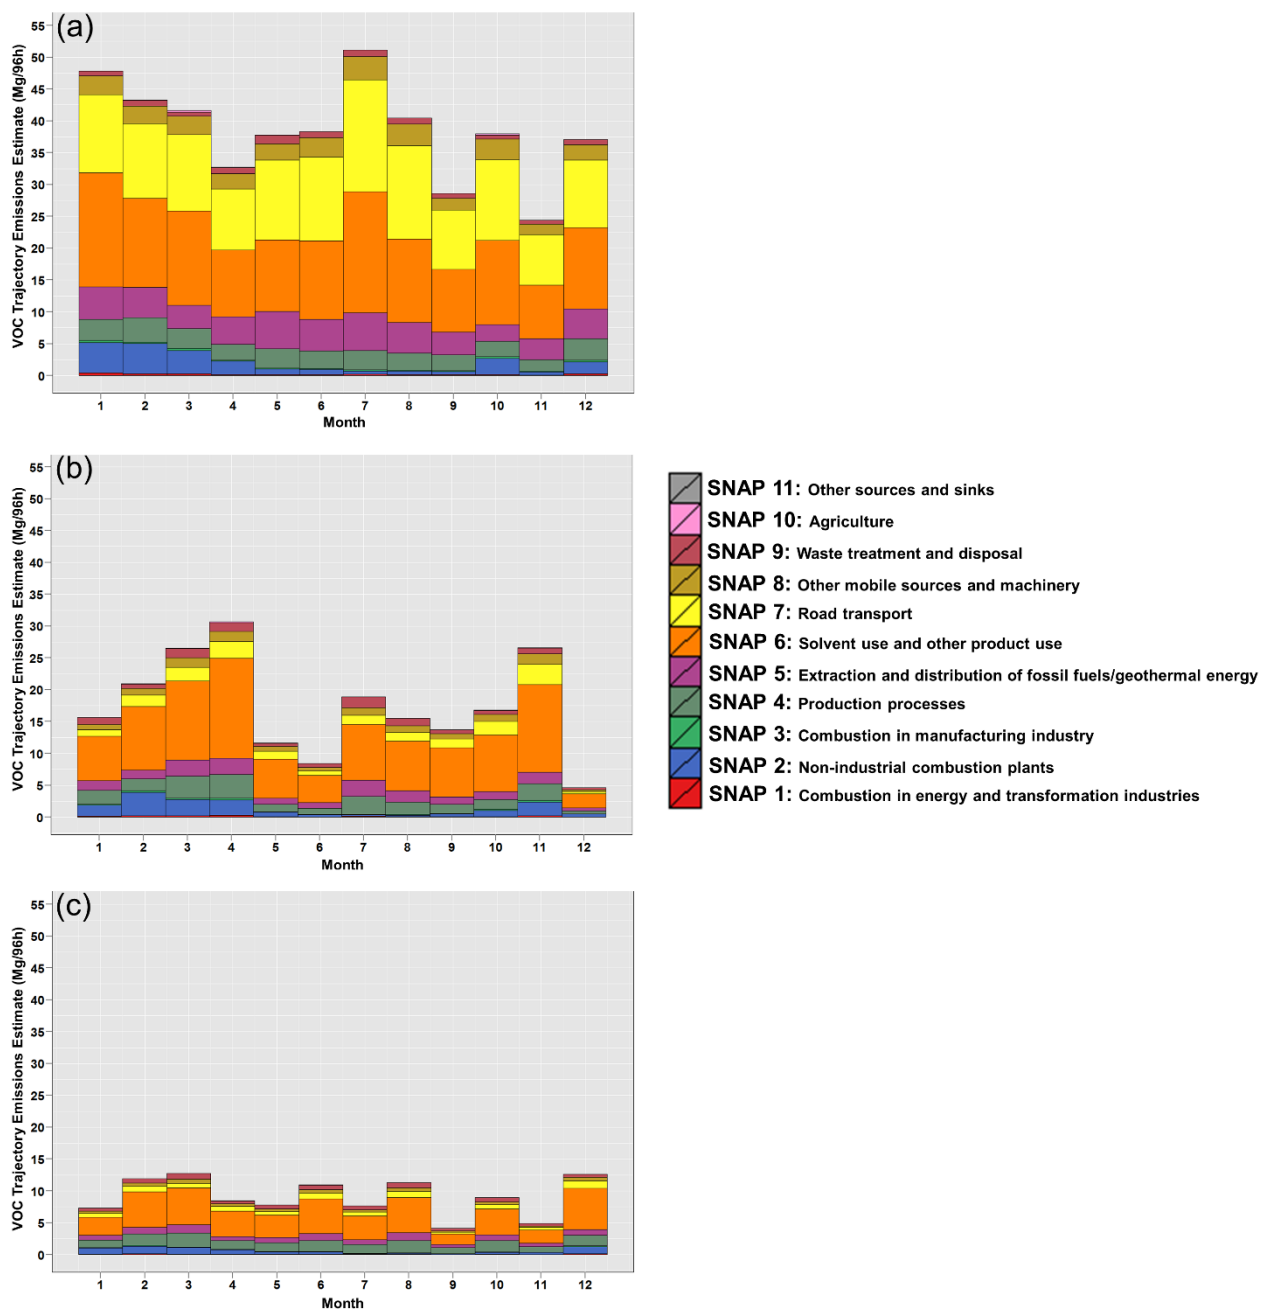 (a)
VOC Trajectory Emissions Estimate (Mg/96h)
55
50
45
40
35
30
25
20
15
10
5
0
1 2 3 4 5 6 7 8 9 10 11 12
Month
(b)
VOC Trajectory Emissions Estimate (Mg/96h)
55
50
45
40
35
30
25
20
15
10
5
0
1 2 3 4 5 6 7 8 9 10 11 12
Month
SNAP 11: Other sources and sinks
SNAP 10: Agriculture
SNAP 9: Waste treatment and disposal
SNAP 8: Other mobile sources and machinery
SNAP 7: Road transport
SNAP 6: Solvent use and other product use
SNAP 5: Extraction and distribution of fossil fuels/geothermal energy
SNAP 4: Production processes
SNAP 3: Combustion in manufacturing industry
SNAP 2: Non-industrial combustion plants
SNAP 1: Combustion in energy and transformation industries
(c)
VOC Trajectory Emissions Estimate (Mg/96h)
55
50
45
40
35
30
25
20
15
10
5
0
1 2 3 4 5 6 7 8 9 10 11 12
Month